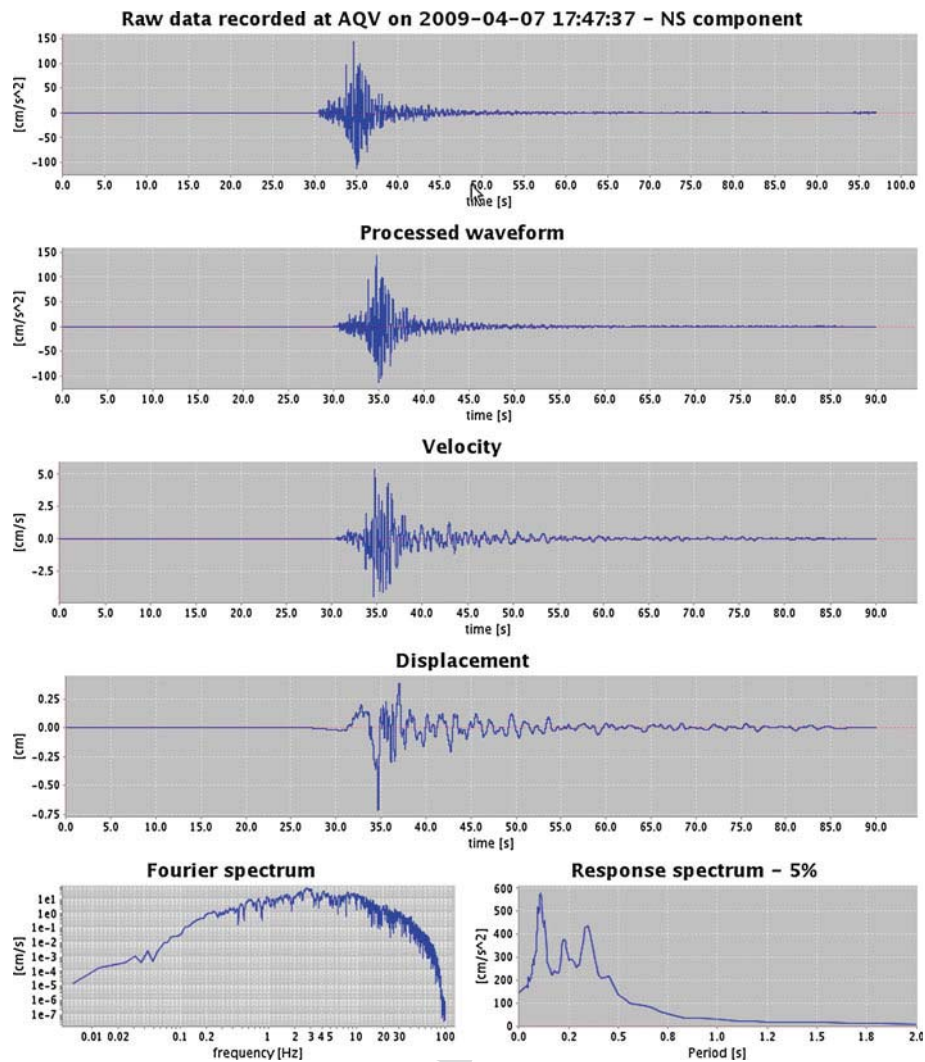 Raw data recorded at AQV on 2009-04-07 17:47:37 - NS component
150
100
50
0
-50
-100
[cm/s^2]
0.0 5.0 10.0 15.0 20.0 25.0 30.0 35.0 40.0 45.0 50.0 55.0 60.0 65.0 70.0 75.0 80.0 85.0 90.0 95.0 100.0
time [s]
Processed waveform
150
100
50
0
-50
-100
[cm/s^2]
0.0 5.0 10.0 15.0 20.0 25.0 30.0 35.0 40.0 45.0 50.0 55.0 60.0 65.0 70.0 75.0 80.0 85.0 90.0
time [s]
Velocity
5.0
2.5
0.0
-2.5
[cm/s]
0.0 5.0 10.0 15.0 20.0 25.0 30.0 35.0 40.0 45.0 50.0 55.0 60.0 65.0 70.0 75.0 80.0 85.0 90.0
time [s]
Displacement
0.25
0.00
-0.25
-0.50
-0.75
[cm]
0.0 5.0 10.0 15.0 20.0 25.0 30.0 35.0 40.0 45.0 50.0 55.0 60.0 65.0 70.0 75.0 80.0 85.0 90.0
time [s]
Fourier spectrum
1e1
1e0
1e-1
1e-2
1e-3
1e-4
1e-5
1e-6
1e-7
[cm/s]
0.01 0.02 0.1 0.2 1 2 3 4 5 10 20 30 100
frequency [Hz]
Response spectrum - 5%
600
500
400
300
200
100
0
[cm/s^2]
0.0 0.2 0.5 0.8 1.0 1.2 1.5 1.8 2.0
Period [s]